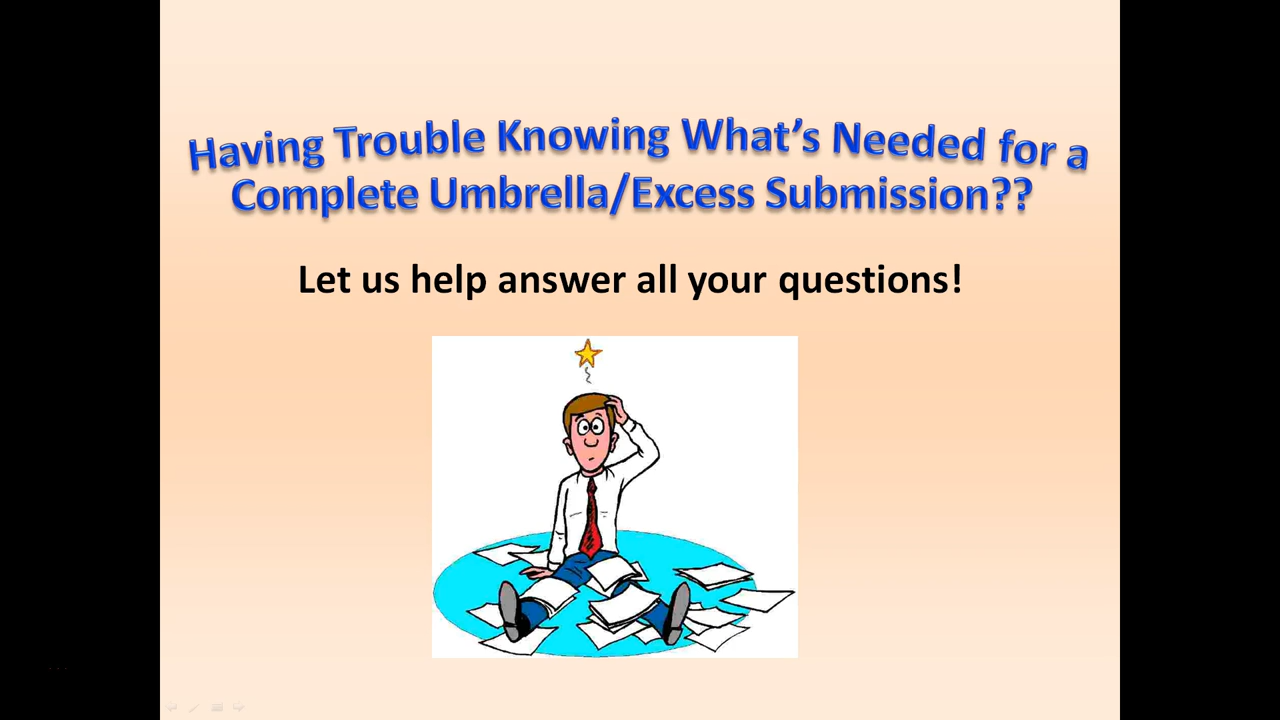 Having Trouble Knowing What's Needed for a
Complete Umbrella/Excess Submission??
Let us help answer all your questions!